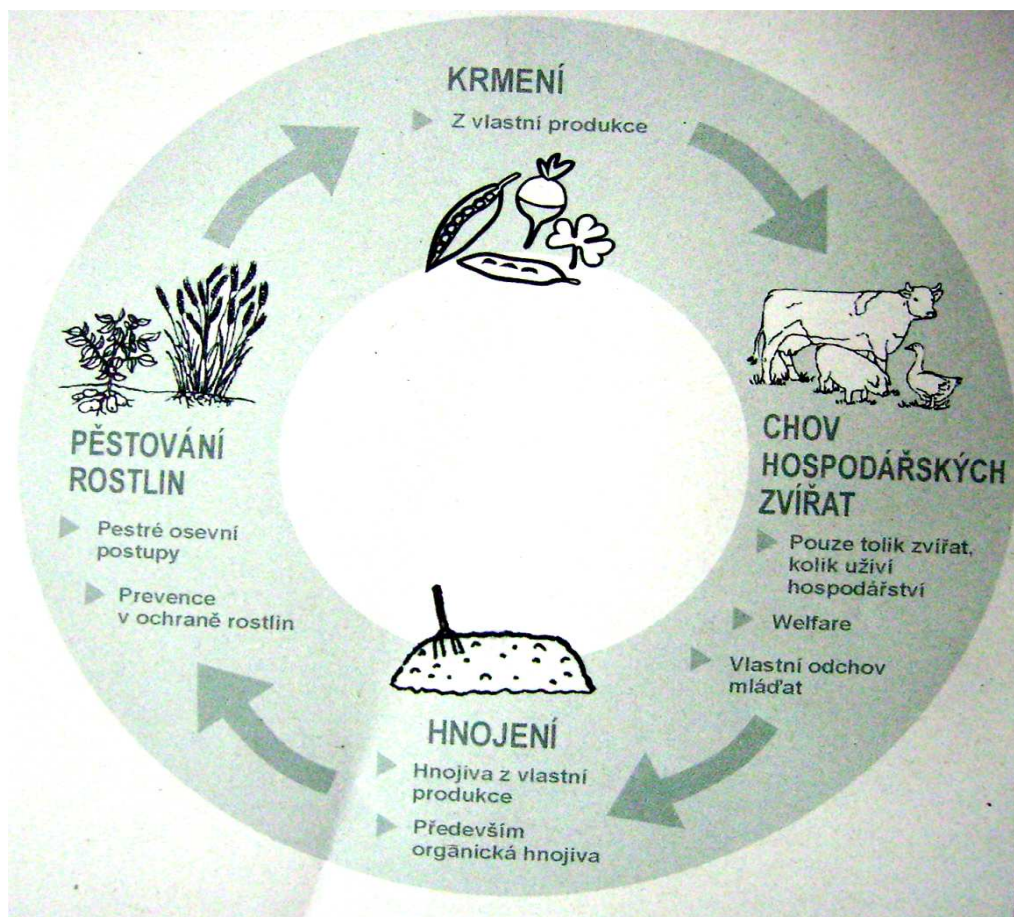 KRMENÍ
Z vlastní produkce
CHOV
HOSPODÁŘSKÝCH
ZVÍŘAT
Pouze tolik zvířat,
kolik uživí
hospodářství
Welfare
Vlastní odchov
mláďat
HNOJENÍ
Hnojiva z vlastní
produkce
Především
organická hnojiva
PĚSTOVÁNÍ
ROSTLIN
Pestré osevní
postupy
Prevence
v ochraně rostlin